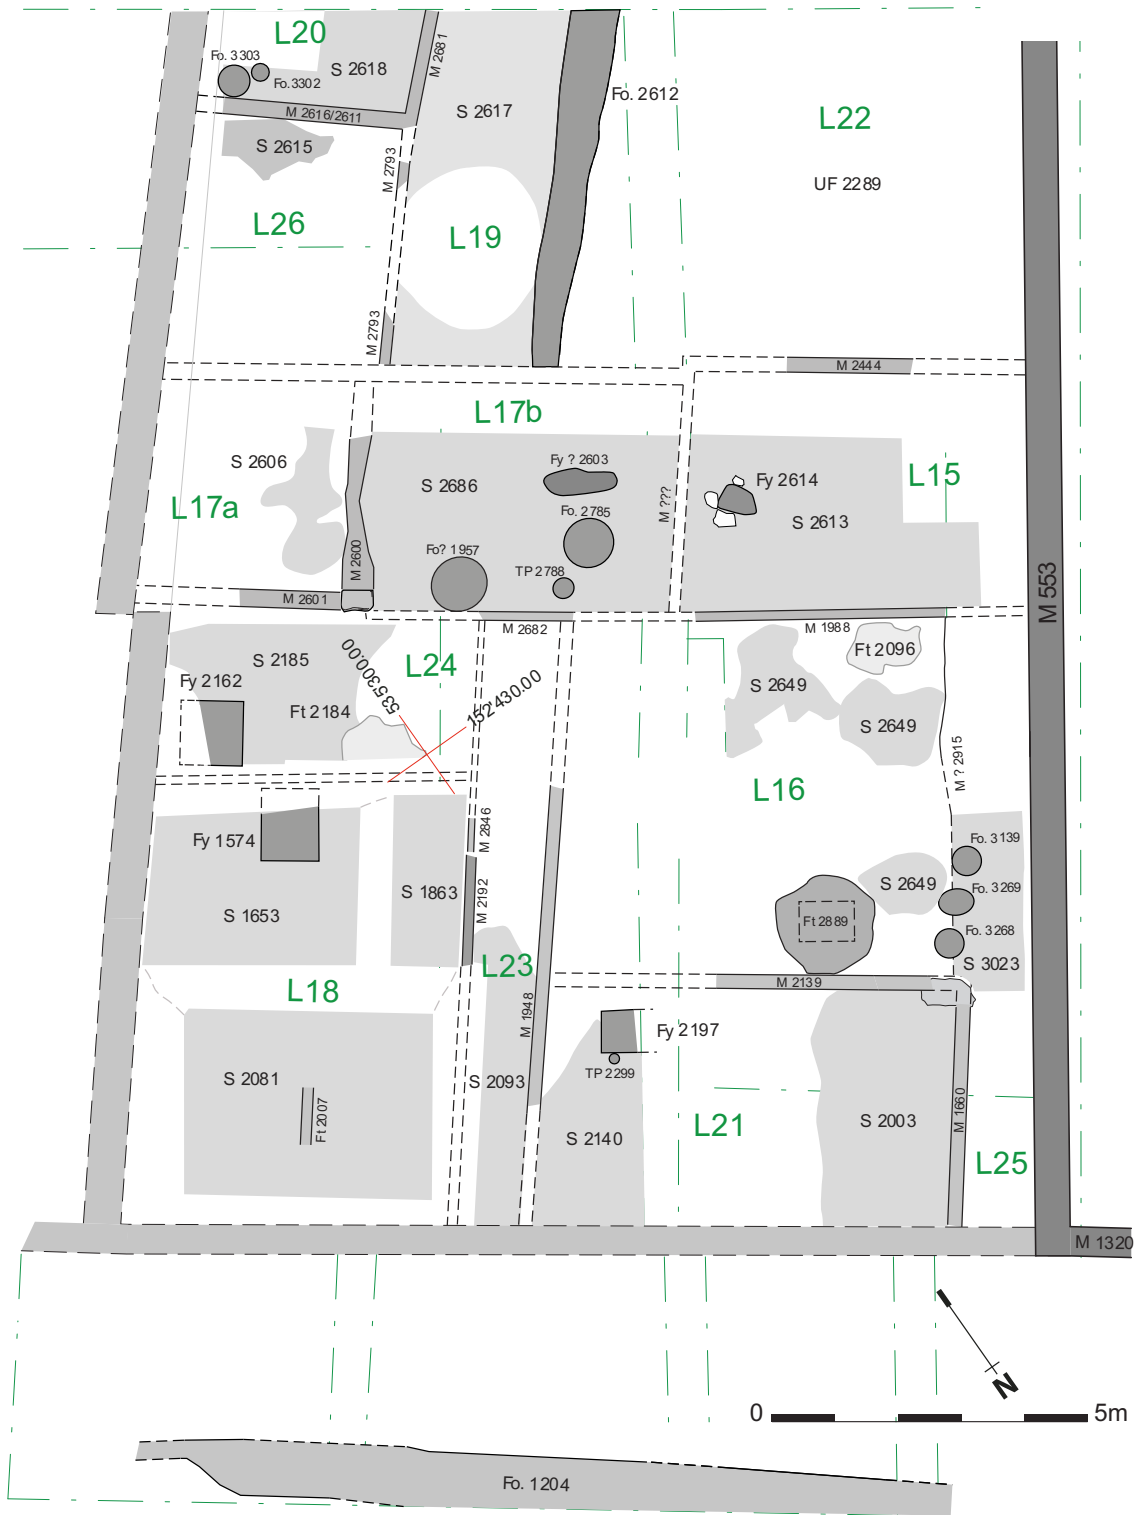 L20
Fo. 3303
Fo.3302
S 2618
M 2681
M 2616/2611
S 2617
Fo. 2612
L22
UF 2289
S 2615
M 2793
L26
L19
M 2793
M 2444
L17b
S 2606
L17a
S 2686
Fy ? 2603
Fo. 2785
Fo? 1957
TP 2788
M 2600
M 2601
M ???
Fy 2614
S 2613
L15
M 553
M 2682
M 1988
S 2185
Fy 2162
Ft 2184
L24
535'300.00
152'430.00
Ft 2096
S 2649
S 2649
M ? 2915
L16
Fy 1574
S 1653
S 1863
M 2846
M 2192
L23
L18
M 1948
Ft 2889
S 2649
Fo. 3139
Fo. 3269
Fo. 3268
S 3023
M 2139
S 2081
Ft 2007
S 2093
Fy 2197
TP 2299
S 2140
L21
S 2003
M 1660
L25
M 1320
N
0 5m
Fo. 1204